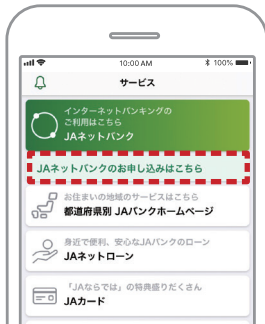 10:00 AM
100%
サービス
インターネットバンキングの
ご利用はこちら
JAネットバンク
JAネットバンクのお申し込みはこちら
お住まいの地域のサービスはこちら
都道府県別 JAバンクホームページ
身近で便利、安心なJAバンクのローン
JAネットローン
「JAならでは」の特典盛りだくさん
JAカード